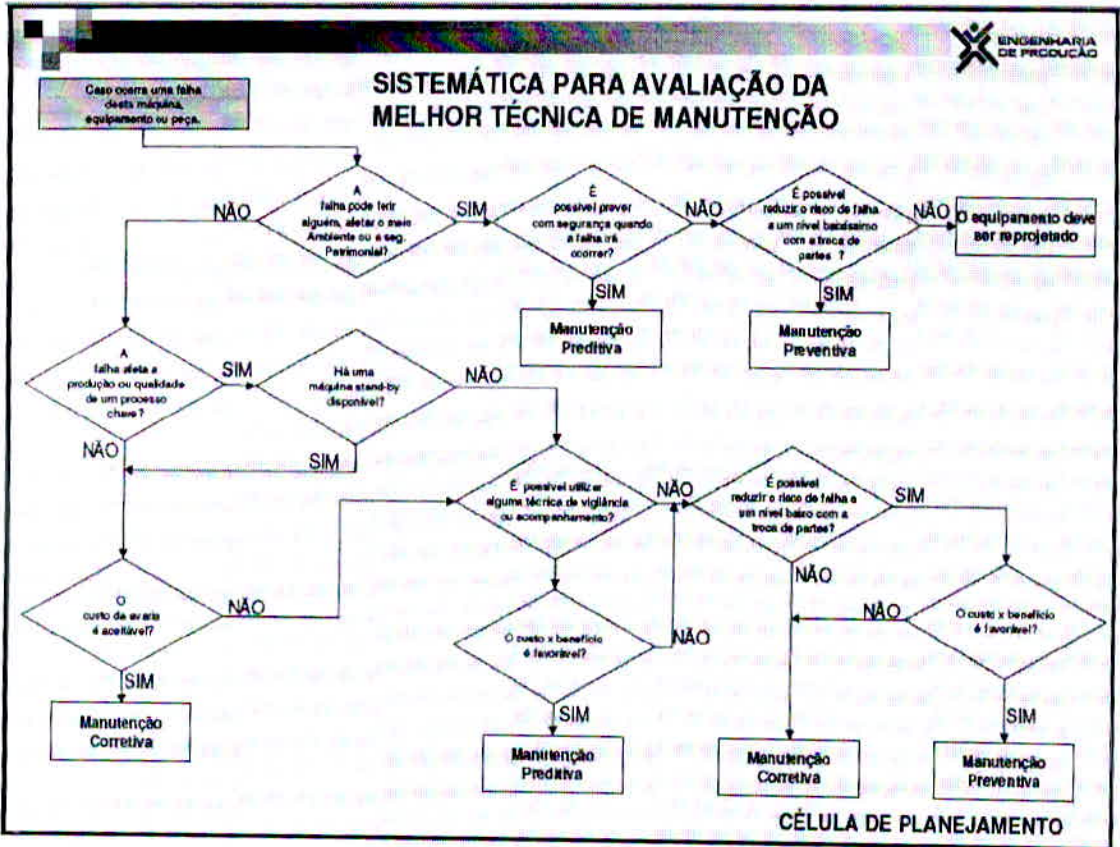 ENGENHARIA
DE PRODUÇÃO
SISTEMÁTICA PARA AVALIAÇÃO DA
MELHOR TÉCNICA DE MANUTENÇÃO
Caso ocorra uma falha
desta máquina,
equipamento ou peça.
A
falha pode ferir
alguém, afetar o meio
Ambiente ou a seg.
Patrimonial?
NÃO
SIM
É
possível prever
com segurança quando
a falha irá
ocorrer?
NÃO
SIM
É possível
reduzir o risco de falha
a um nível baixíssimo
com a troca de
partes ?
NÃO
SIM
O equipamento deve
ser reprojetado
Manutenção
Preditiva
Manutenção
Preventiva
A
falha afeta a
produção ou qualidade
de um processo
chave?
SIM
NÃO
Há uma
máquina stand-by
disponível?
NÃO
SIM
É possível utilizar
alguma técnica de vigilância
ou acompanhamento?
NÃO
É possível
reduzir o risco de falha a
um nível baixo com a
troca de partes?
SIM
NÃO
O
custo da avaria
é aceitável?
NÃO
SIM
O custo x benefício
é favorável?
NÃO
SIM
O custo x benefício
é favorável?
NÃO
SIM
Manutenção
Corretiva
Manutenção
Preditiva
Manutenção
Corretiva
Manutenção
Preventiva
CÉLULA DE PLANEJAMENTO